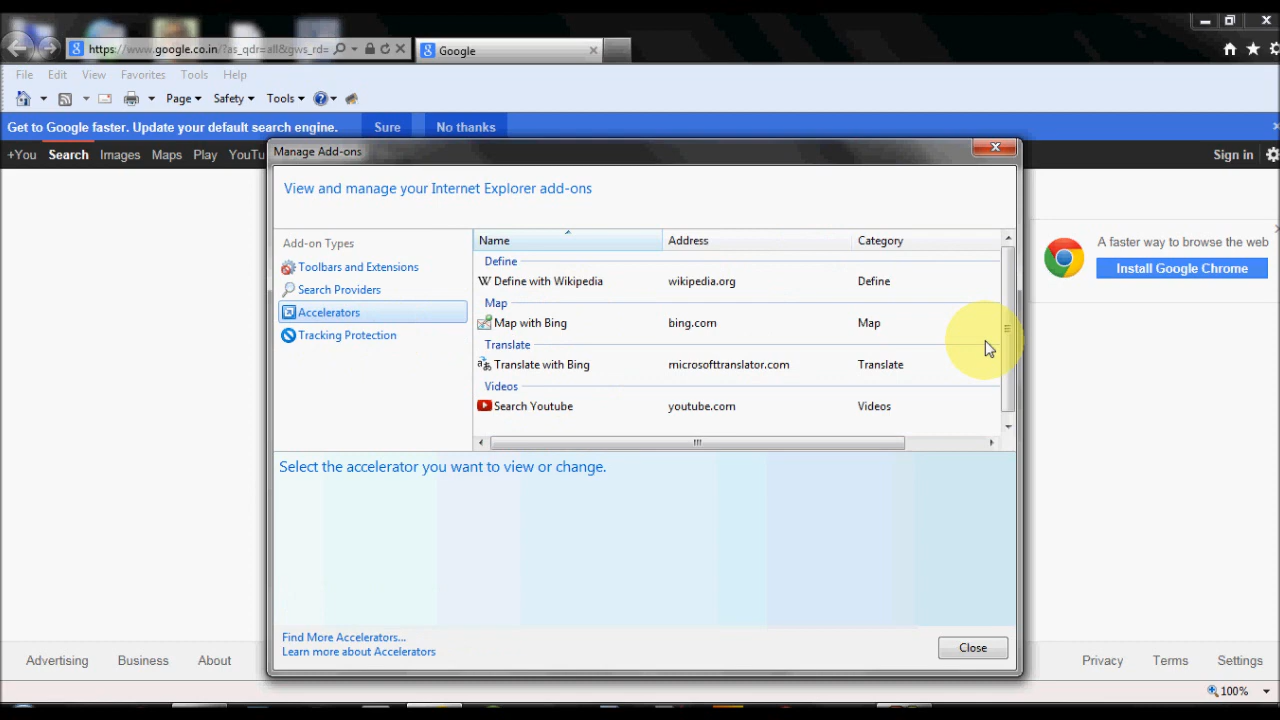 https://www.google.co.in/?as_qdr=all&gws_rd=
Google
File Edit View Favorites Tools Help
Page Safety Tools
Get to Google faster. Update your default search engine. Sure No thanks
+You Search Images Maps Play YouTu
Sign in
Manage Add-ons
View and manage your Internet Explorer add-ons
Add-on Types
Toolbars and Extensions
Search Providers
Accelerators
Tracking Protection
Name Address Category
Define
Define with Wikipedia wikipedia.org Define
Map
Map with Bing bing.com Map
Translate
Translate with Bing microsofttranslator.com Translate
Videos
Search Youtube youtube.com Videos
Select the accelerator you want to view or change.
Find More Accelerators...
Learn more about Accelerators
Close
A faster way to browse the web
Install Google Chrome
Advertising Business About
Privacy Terms Settings
100%